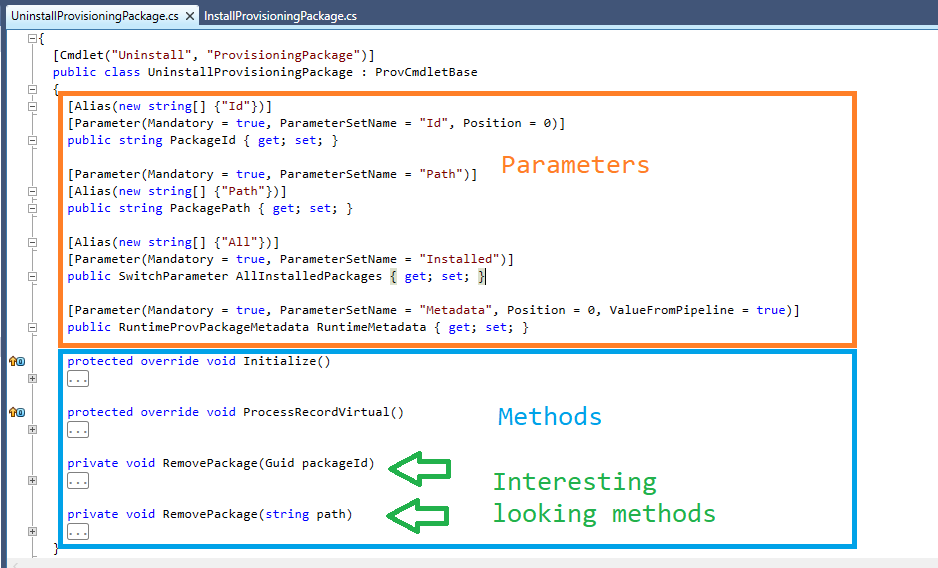 UninstallProvisioningPackage.cs InstallProvisioningPackage.cs
{
[Cmdlet("Uninstall", "ProvisioningPackage")]
public class UninstallProvisioningPackage : ProvCmdletBase
{
[Alias(new string[] {"Id"})]
[Parameter(Mandatory = true, ParameterSetName = "Id", Position = 0)]
public string PackageId { get; set; }
Parameters
[Parameter(Mandatory = true, ParameterSetName = "Path")]
[Alias(new string[] {"Path"})]
public string PackagePath { get; set; }
[Alias(new string[] {"All"})]
[Parameter(Mandatory = true, ParameterSetName = "Installed")]
public SwitchParameter AllInstalledPackages { get; set; }
[Parameter(Mandatory = true, ParameterSetName = "Metadata", Position = 0, ValueFromPipeline = true)]
public RuntimeProvPackageMetadata RuntimeMetadata { get; set; }
protected override void Initialize()
...
protected override void ProcessRecordVirtual()
...
Methods
private void RemovePackage(Guid packageId)
...
Interesting
looking methods
private void RemovePackage(string path)
...
}